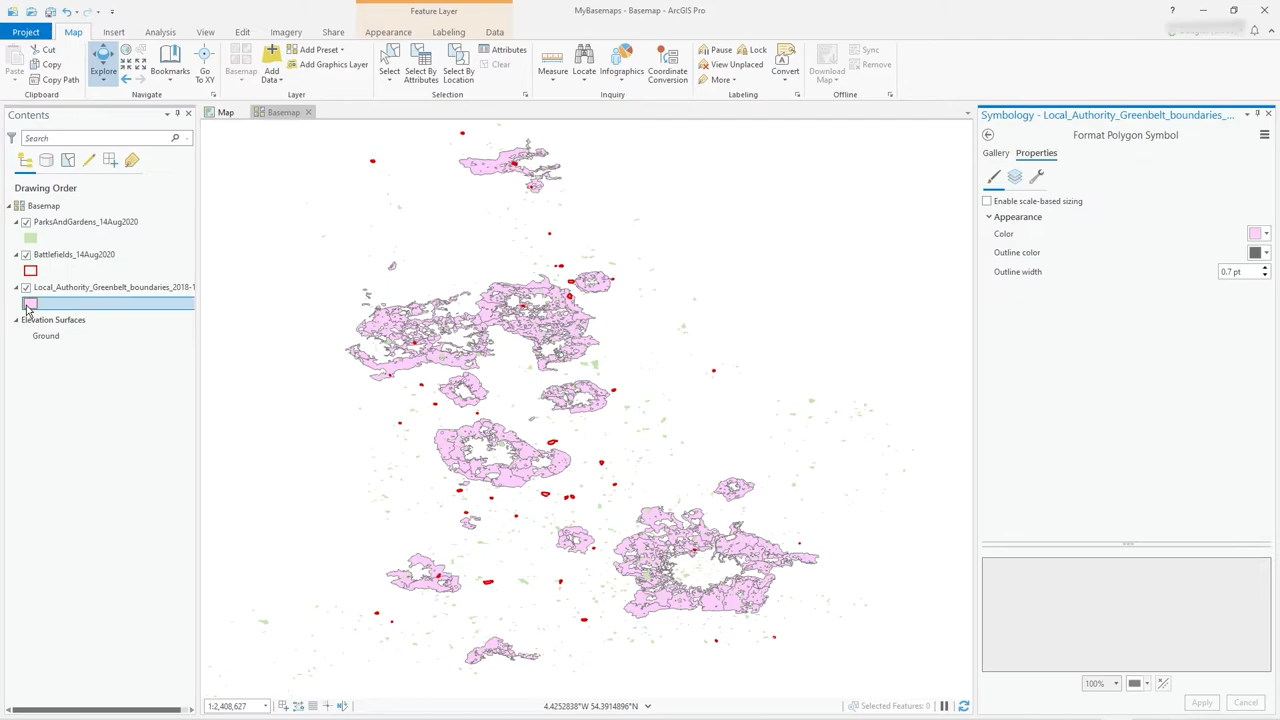 Feature Layer
MyBasemaps - Basemap - ArcGIS Pro
Project
Map
Insert
Analysis
View
Edit
Imagery
Share
Appearance
Labeling
Data
Paste
Cut
Copy
Copy Path
Clipboard
Explore
Bookmarks
Go To XY
Navigate
Basemap
Add Data
Add Preset
Add Graphics Layer
Layer
Select
Select By Attributes
Select By Location
Attributes
Clear
Selection
Measure
Locate
Infographics
Coordinate Conversion
Inquiry
Pause
Lock
View Unplaced
More
Labeling
Convert
Download Map
Sync
Remove
Offline
Contents
Search
Drawing Order
Basemap
ParksAndGardens_14Aug2020
Battlefields_14Aug2020
Local_Authority_Greenbelt_boundaries_2018-1
Elevation Surfaces
Ground
Map
Basemap
1:2,408,627
4.4252838°W 54.3914896°N
Selected Features: 0
Symbology - Local_Authority_Greenbelt_boundaries_...
Format Polygon Symbol
Gallery
Properties
Enable scale-based sizing
Appearance
Color
Outline color
Outline width
0.7 pt
100%
Apply
Cancel